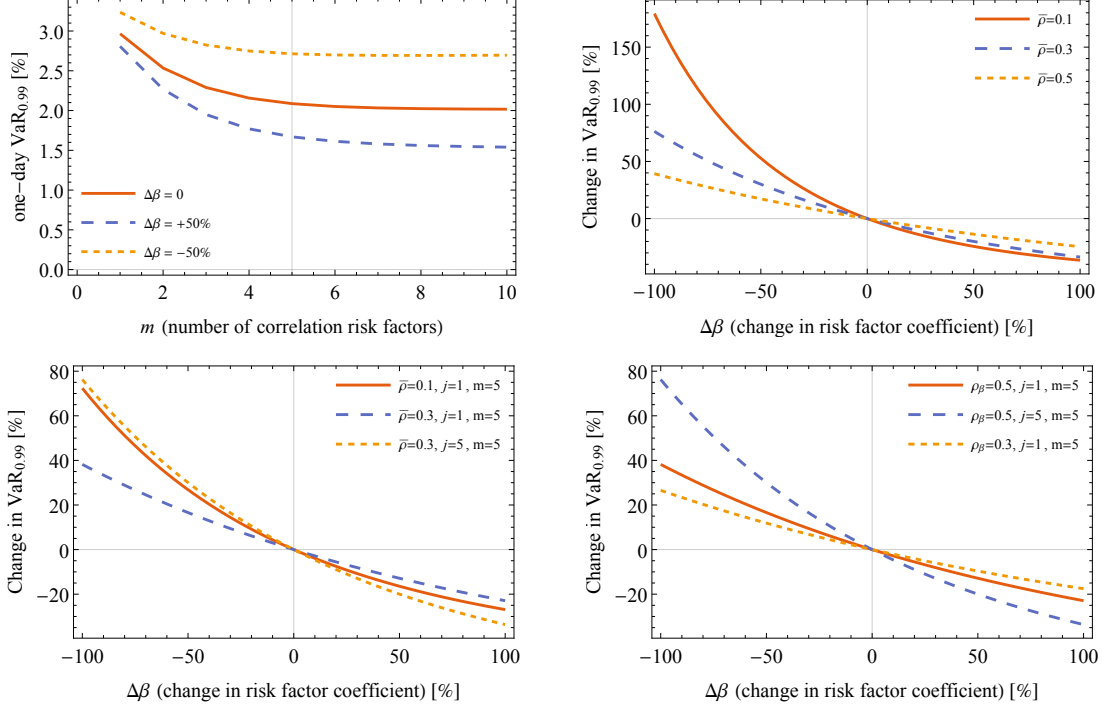 one-day VaR0.99 [%]
3.0
2.5
2.0
1.5
1.0
0.5
0.0
Δβ = 0
Δβ = +50%
Δβ = −50%
0 2 4 6 8 10
m (number of correlation risk factors)
Change in VaR0.99 [%]
150
100
50
0
ρ̅=0.1
ρ̅=0.3
ρ̅=0.5
−100 −50 0 50 100
Δβ (change in risk factor coefficient) [%]
Change in VaR0.99 [%]
80
60
40
20
0
−20
ρ̅=0.1, j=1 , m=5
ρ̅=0.3, j=1 , m=5
ρ̅=0.3, j=5 , m=5
−100 −50 0 50 100
Δβ (change in risk factor coefficient) [%]
Change in VaR0.99 [%]
80
60
40
20
0
−20
ρβ=0.5, j=1 , m=5
ρβ=0.5, j=5 , m=5
ρβ=0.3, j=1 , m=5
−100 −50 0 50 100
Δβ (change in risk factor coefficient) [%]